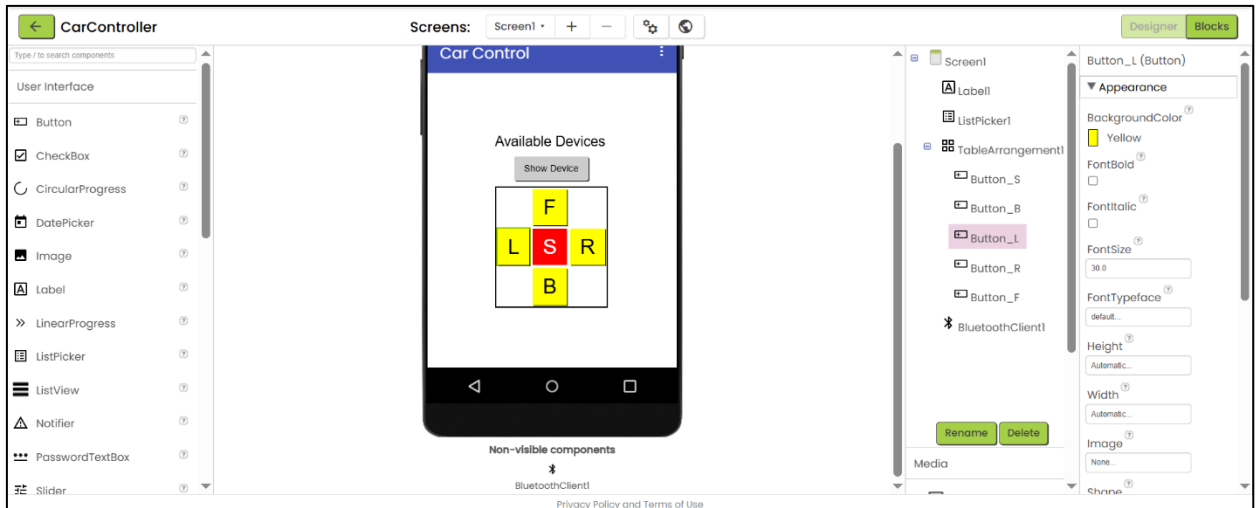 CarController
Screens:
Screen1
Designer
Blocks
Type / to search components
User Interface
Button
CheckBox
CircularProgress
DatePicker
Image
Label
LinearProgress
ListPicker
ListView
Notifier
PasswordTextBox
Slider
Car Control
Available Devices
Show Device
F
L S R
B
Non-visible components
BluetoothClient1
Screen1
Label1
ListPicker1
TableArrangement1
Button_S
Button_B
Button_L
Button_R
Button_F
BluetoothClient1
Rename
Delete
Media
Button_L (Button)
Appearance
BackgroundColor
Yellow
FontBold
FontItalic
FontSize
30.0
FontTypeface
default...
Height
Automatic...
Width
Automatic...
Image
None...
Shape
Privacy Policy and Terms of Use